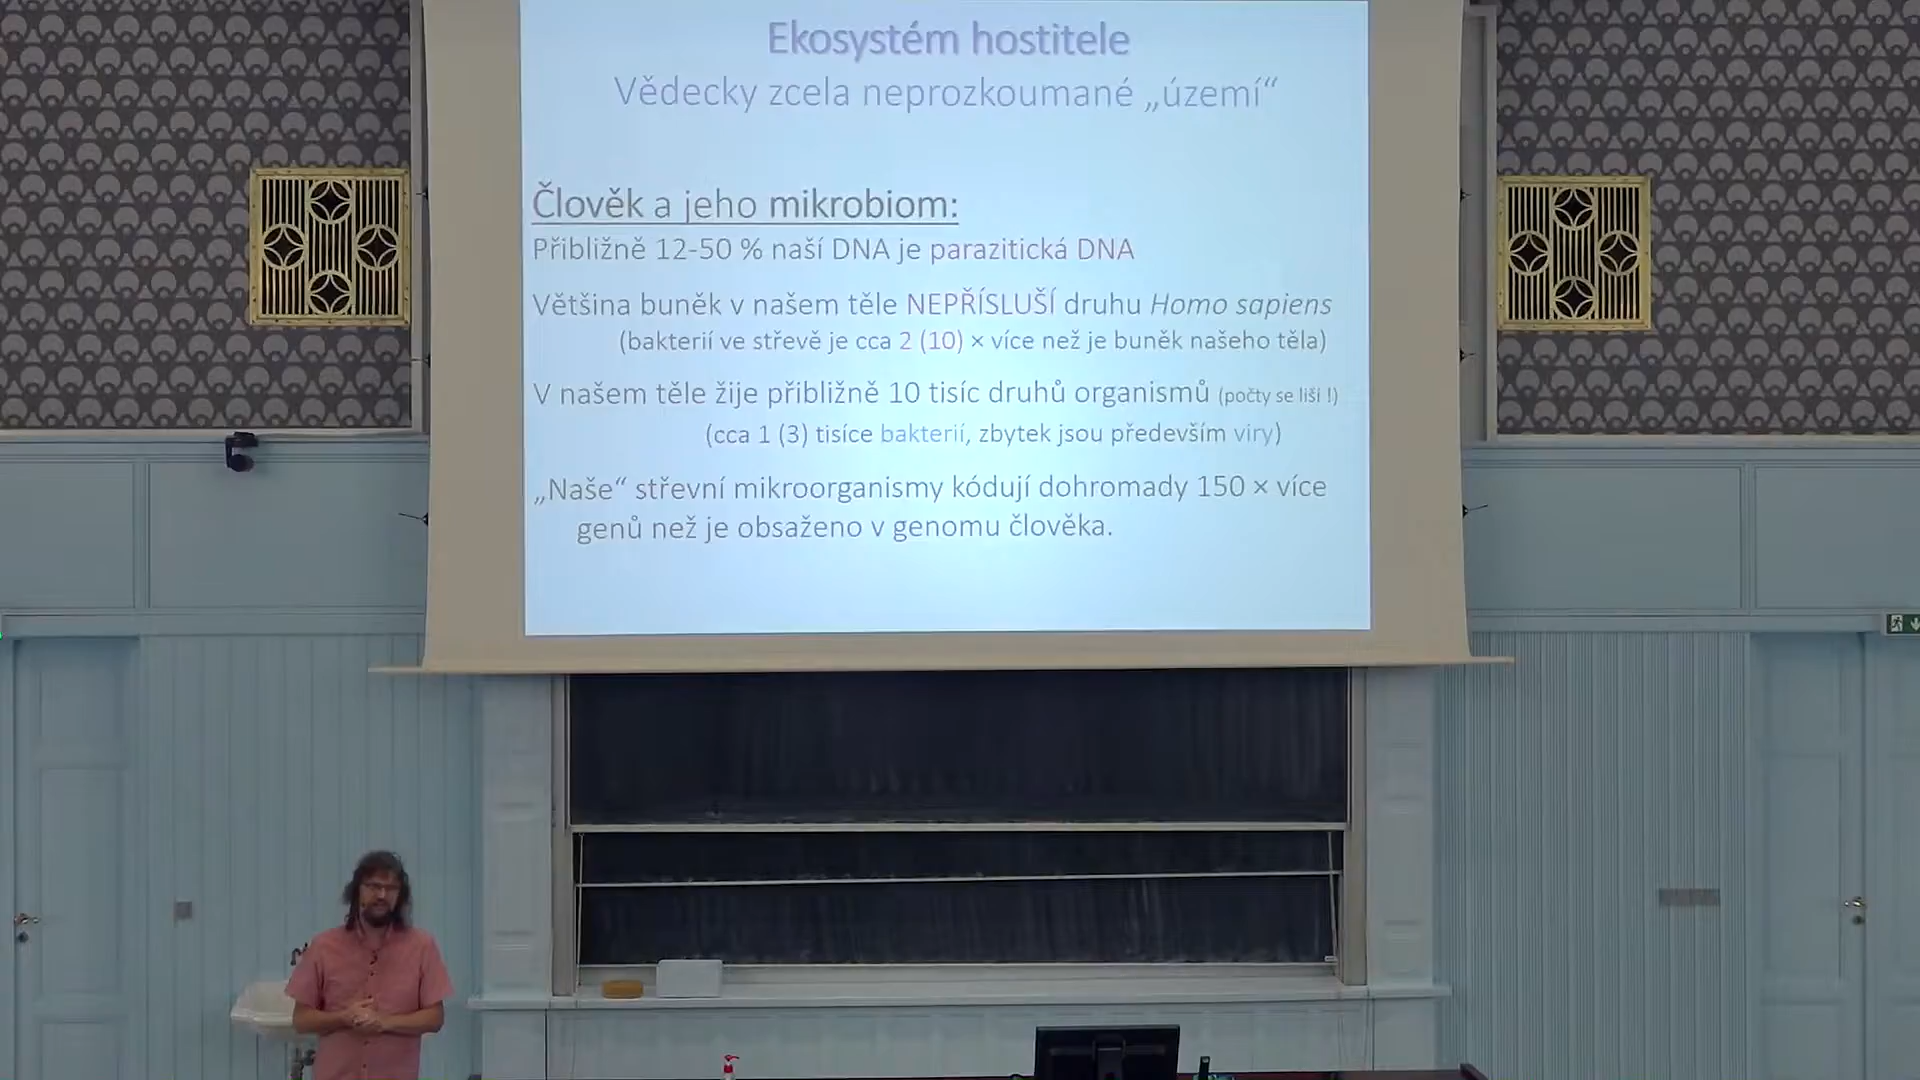 Ekosystém hostitele
Vědecky zcela neprozkoumané „území“
Člověk a jeho mikrobiom:
Přibližně 12-50 % naší DNA je parazitická DNA
Většina buněk v našem těle NEPŘÍSLUŠÍ druhu Homo sapiens
(bakterií ve střevě je cca 2 (10) × více než je buněk našeho těla)
V našem těle žije přibližně 10 tisíc druhů organismů (počty se liší !)
(cca 1 (3) tisíce bakterií, zbytek jsou především viry)
„Naše“ střevní mikroorganismy kódují dohromady 150 × více
genů než je obsaženo v genomu člověka.